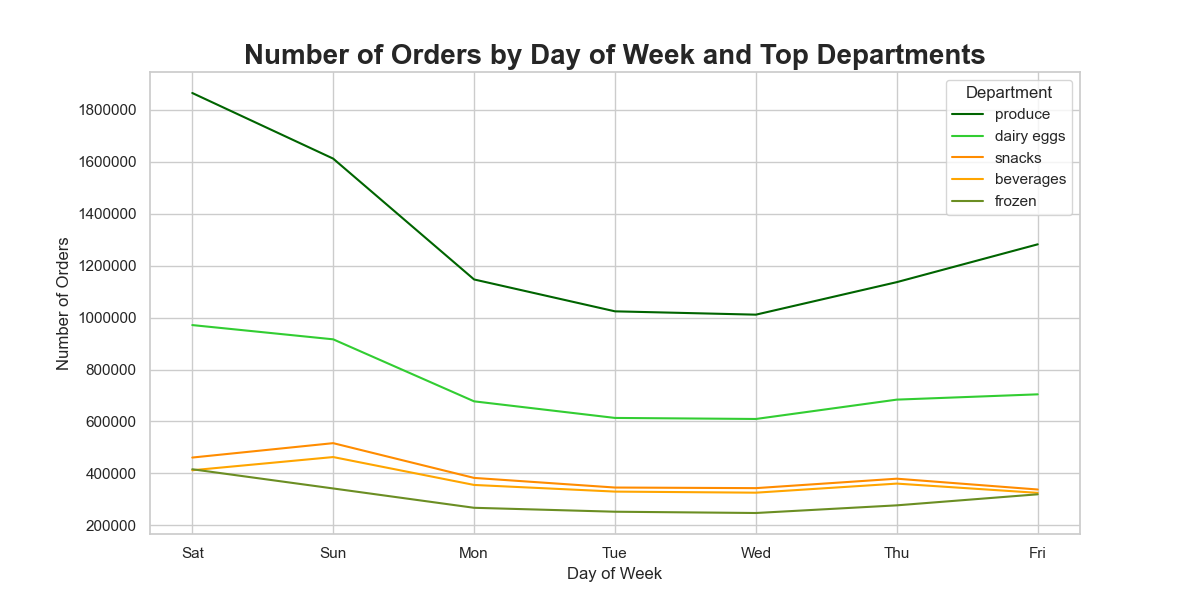 Number of Orders by Day of Week and Top Departments
Department
produce
dairy eggs
snacks
beverages
frozen
Number of Orders
1800000
1600000
1400000
1200000
1000000
800000
600000
400000
200000
Sat Sun Mon Tue Wed Thu Fri
Day of Week